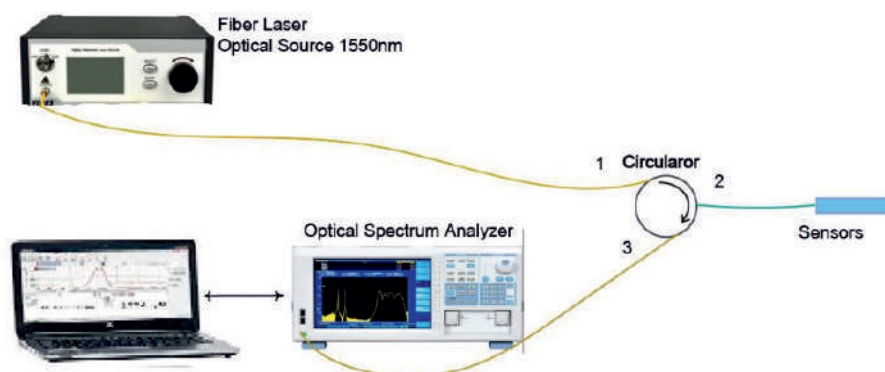 Fiber Laser
Optical Source 1550nm
1
Circularor
2
3
Optical Spectrum Analyzer
Sensors